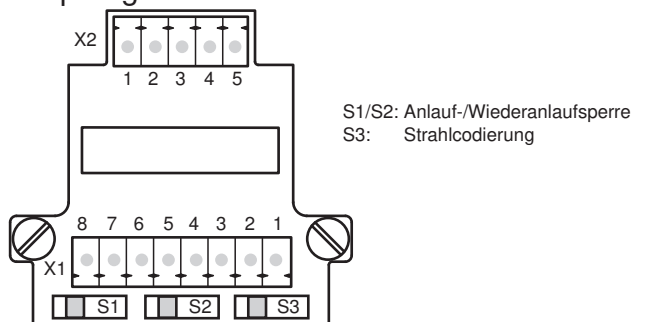 X2
1 2 3 4 5
S1/S2: Anlauf-/Wiederanlaufsperre
S3: Strahlcodierung
8 7 6 5 4 3 2 1
X1
S1 S2 S3